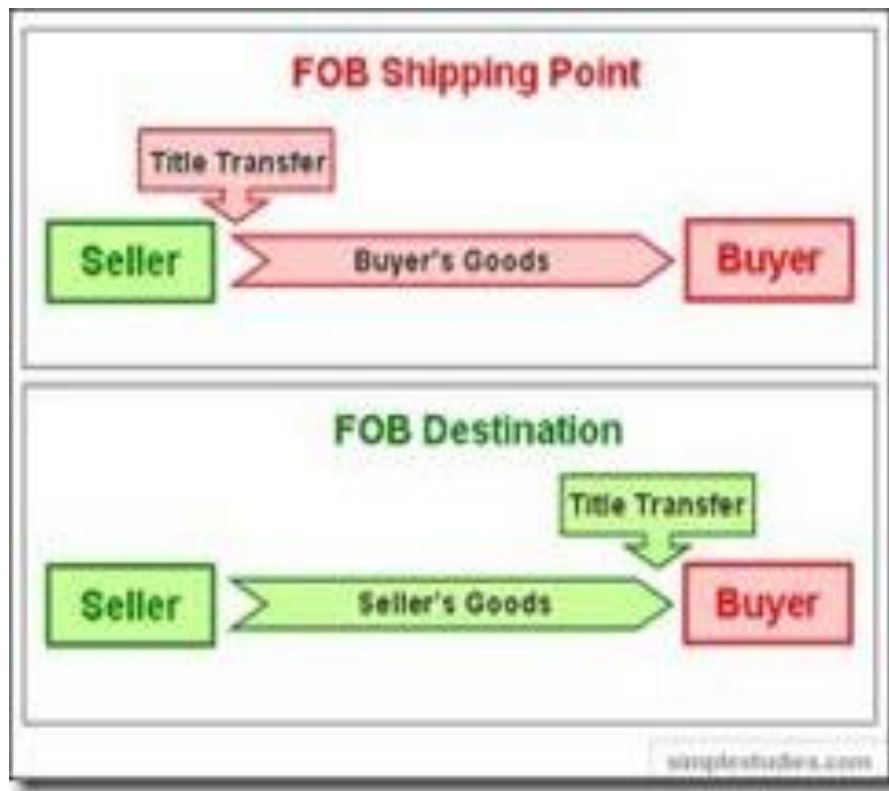 FOB Shipping Point
Title Transfer
Seller
Buyer's Goods
Buyer
FOB Destination
Title Transfer
Seller
Seller's Goods
Buyer
simplestudies.com